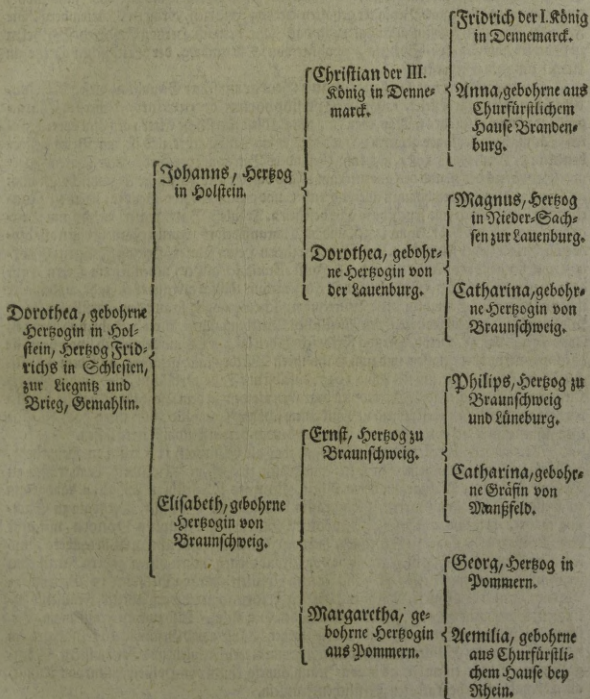 Dorothea, gebohrne
Hertzogin in Hol-
stein, Hertzog Frid-
richs in Schlesien,
zur Liegnitz und
Brieg, Gemahlin.
Johanns, Hertzog
in Holstein.
Elisabeth, gebohrne
Hertzogin von
Braunschweig.
Christian der III.
König in Denne-
marck.
Dorothea, gebohr-
ne Hertzogin von
der Lauenburg.
Ernst, Hertzog zu
Braunschweig.
Margaretha, ge-
bohrne Hertzogin
aus Pommern.
Fridrich der I. König
in Dennemarck.
Anna, gebohrne aus
Churfürstlichem
Hause Branden-
burg.
Magnus, Hertzog
in Nieder-Sach-
sen zur Lauenburg.
Catharina, gebohr-
ne Hertzogin von
Braunschweig.
Philips, Hertzog zu
Braunschweig
und Lüneburg.
Catharina, gebohr-
ne Gräfin von
Manßfeld.
Georg, Hertzog in
Pommern.
Aemilia, gebohrne
aus Churfürstli-
chem Hause bey
Rhein.